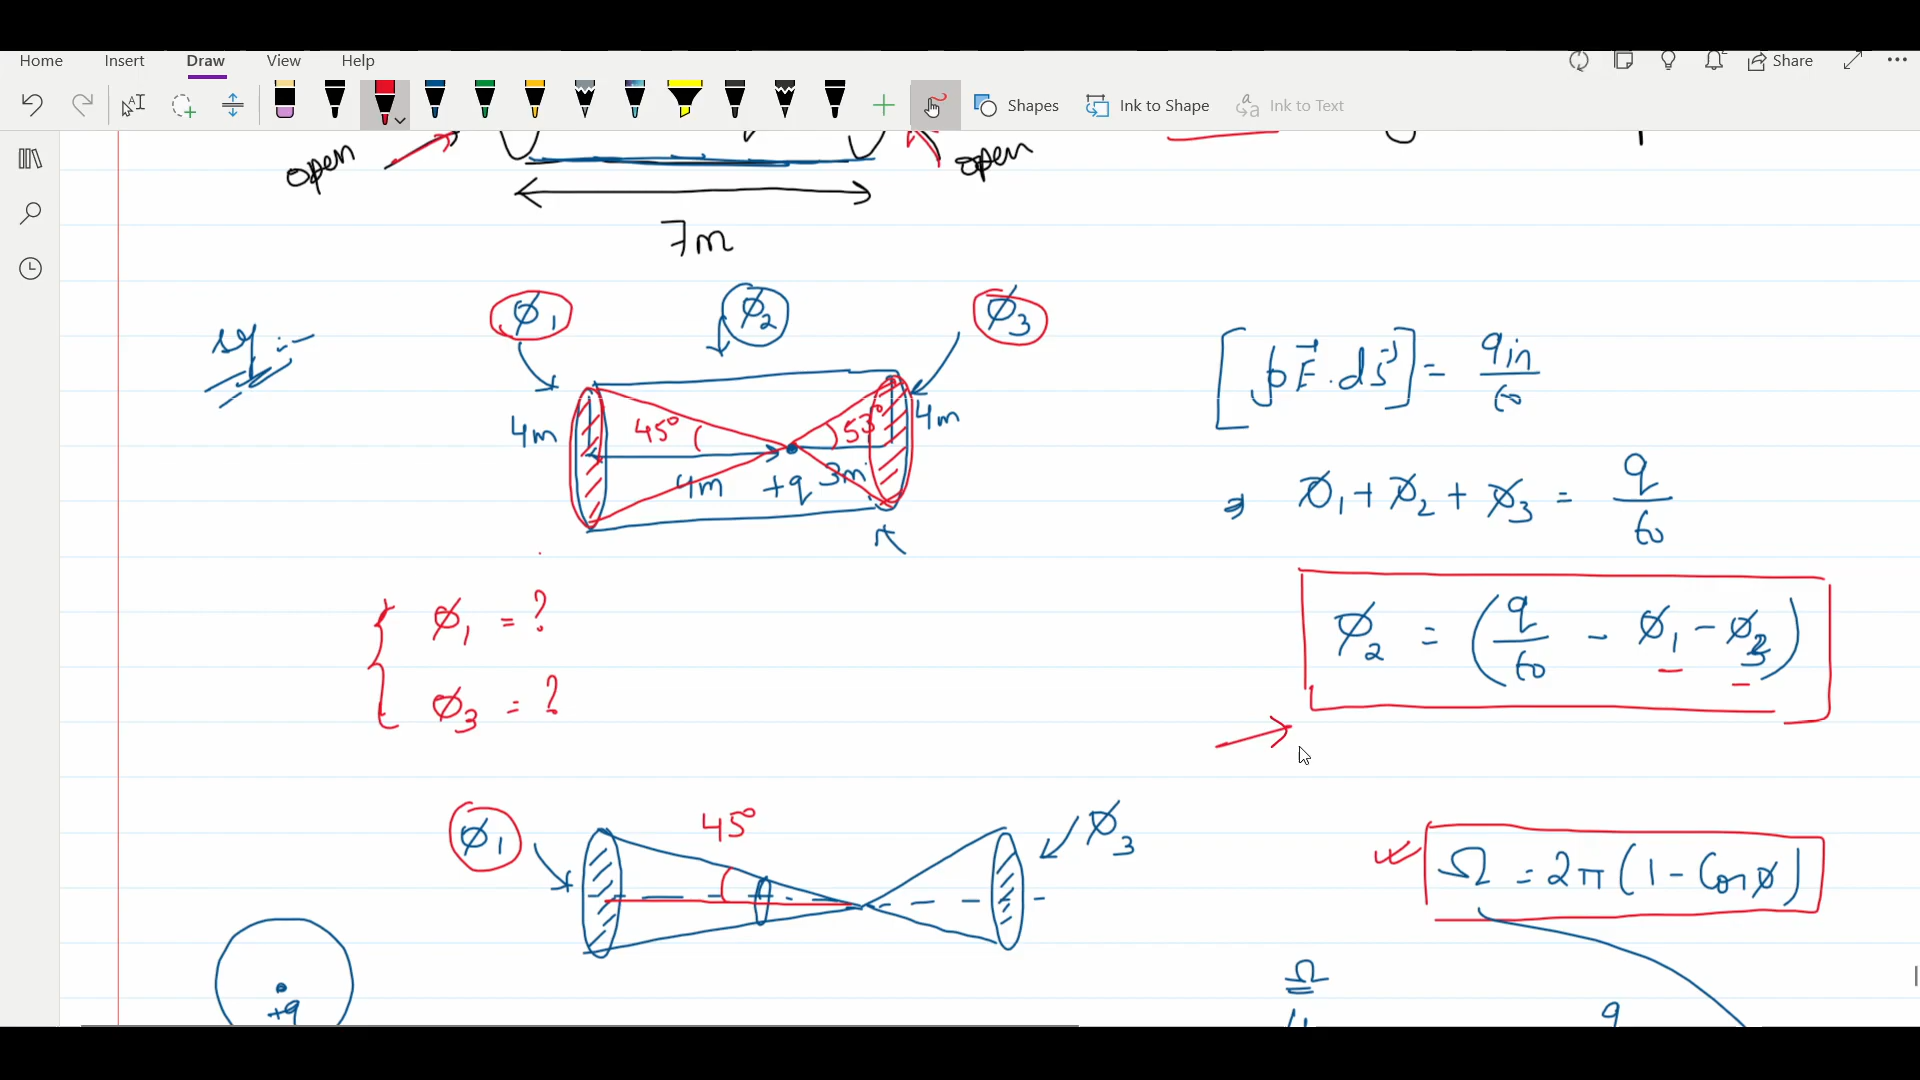 Home Insert Draw View Help
Share
Shapes Ink to Shape Ink to Text
open open
7m
φ₁ φ₂ φ₃
4m 45° 53° 4m
4m +q 3m
[∮E⃗.ds⃗] = qin/ε₀
⇒ φ₁ + φ₂ + φ₃ = q/ε₀
φ₂ = (q/ε₀ - φ₁ - φ₃)
φ₁ = ?
φ₃ = ?
φ₁ 45° φ₃
Ω = 2π(1 - Cosφ)
+q
Ω
4
q